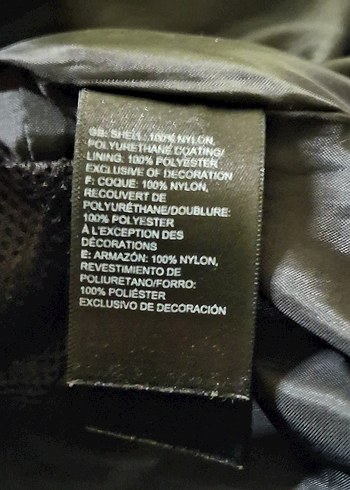 GB: SHELL: 100% NYLON,
POLYURETHANE COATING/
LINING: 100% POLYESTER
EXCLUSIVE OF DECORATION
F: COQUE: 100% NYLON,
RECOUVERT DE
POLYURÉTHANE/DOUBLURE:
100% POLYESTER
À L'EXCEPTION DES
DÉCORATIONS
E: ARMAZÓN: 100% NYLON,
REVESTIMIENTO DE
POLIURETANO/FORRO:
100% POLIÉSTER
EXCLUSIVO DE DECORACIÓN